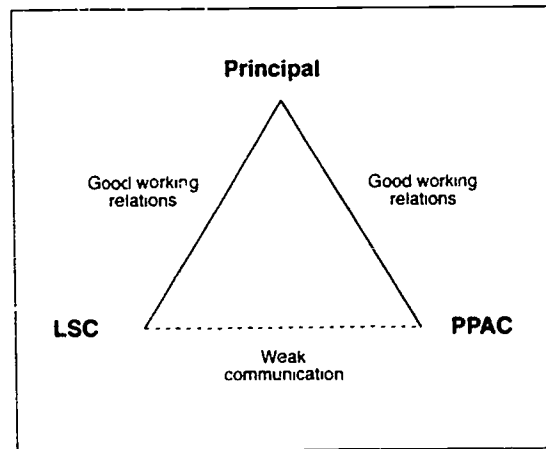 Principal
Good working
relations
Good working
relations
LSC
PPAC
Weak
communication